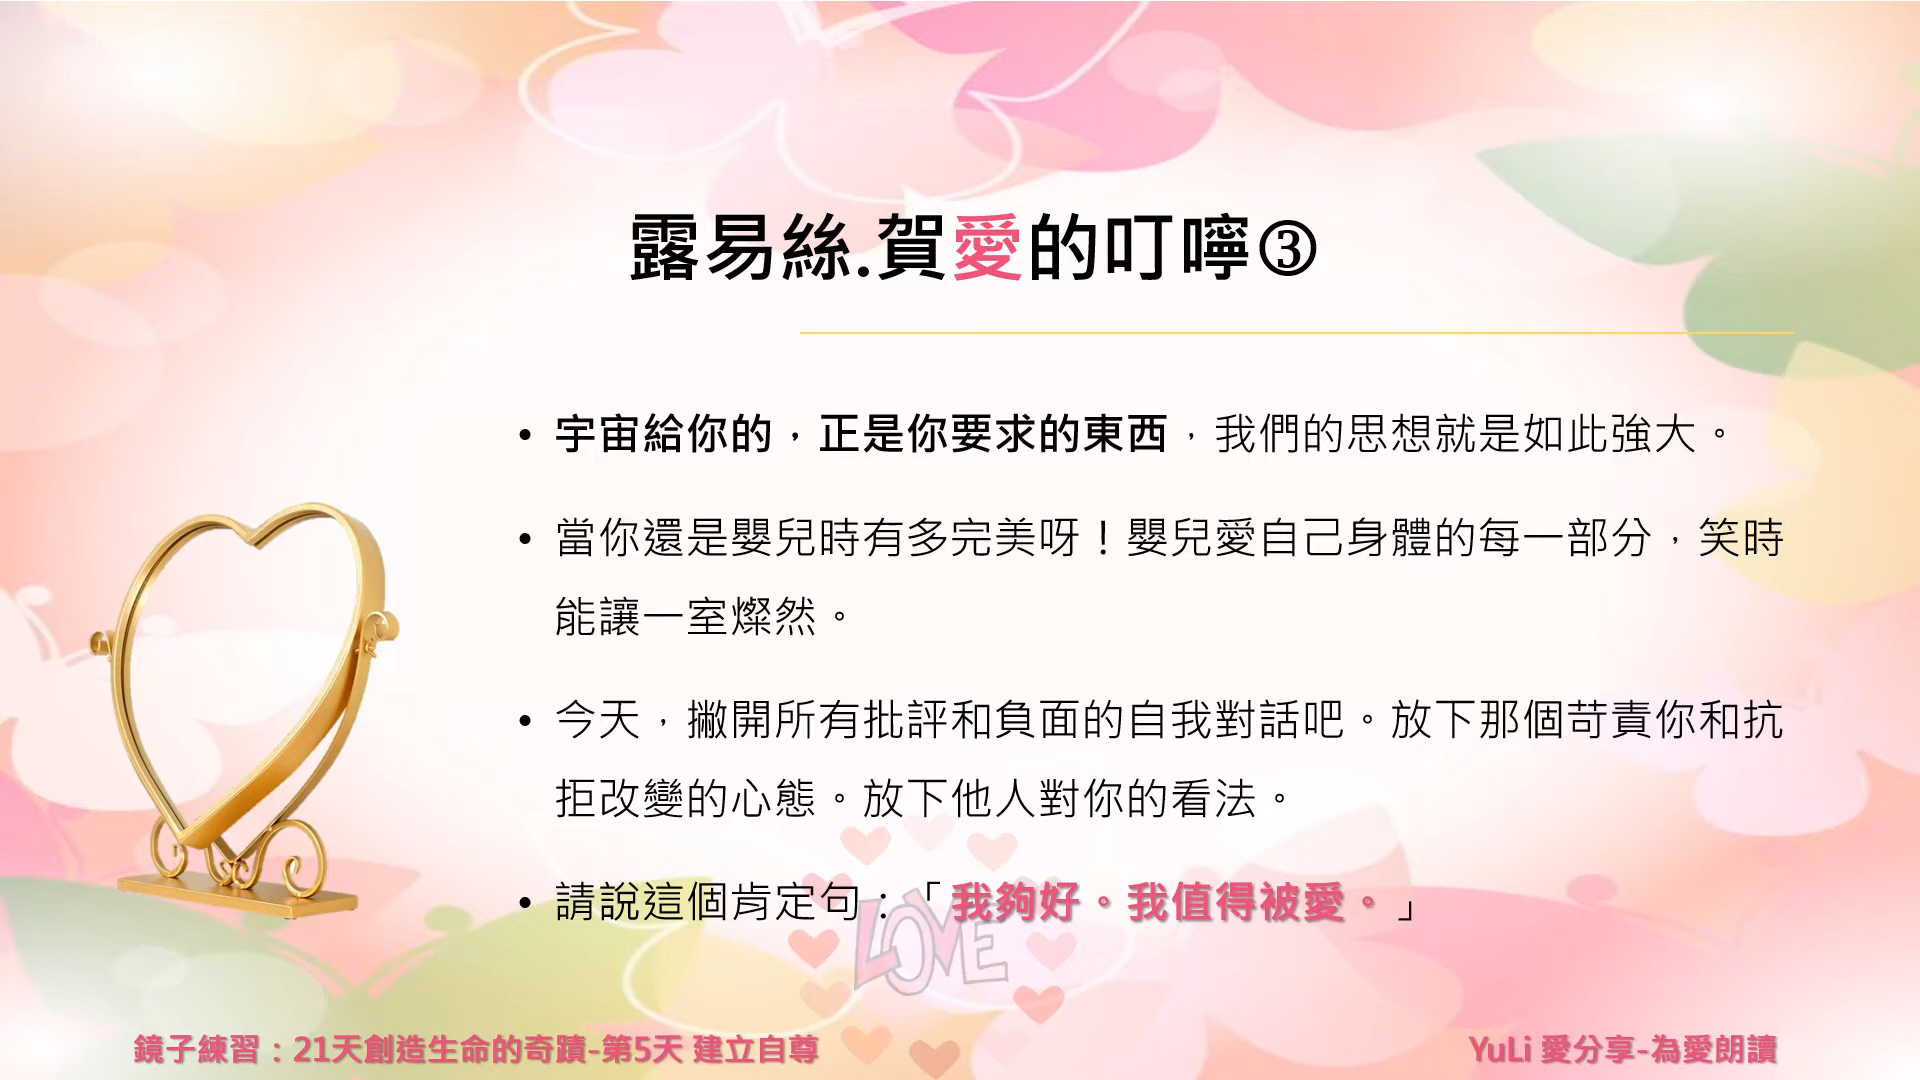 露易絲.賀愛的叮嚀③
• 宇宙給你的，正是你要求的東西，我們的思想就是如此強大。
• 當你還是嬰兒時有多完美呀！嬰兒愛自己身體的每一部分，笑時
能讓一室燦然。
• 今天，撇開所有批評和負面的自我對話吧。放下那個苛責你和抗
拒改變的心態。放下他人對你的看法。
• 請說這個肯定句：「我夠好。我值得被愛。」
LOVE
鏡子練習：21天創造生命的奇蹟-第5天 建立自尊
YuLi 愛分享-為愛朗讀